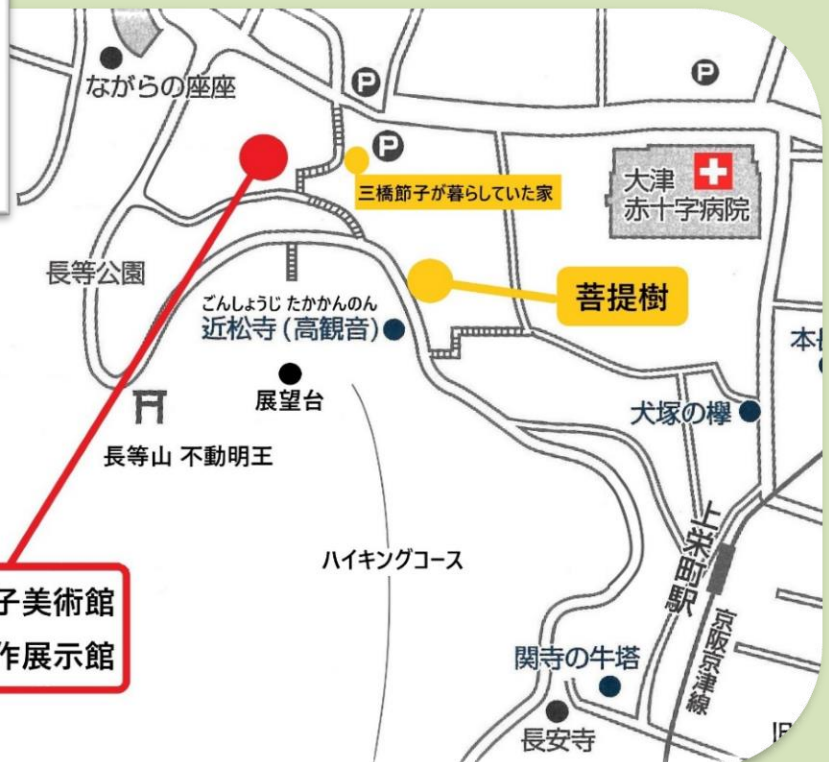 ながらの座座
P
P
P
三橋節子が暮らしていた家
大津
赤十字病院
長等公園
菩提樹
ごんしょうじ たかかんのん
近松寺(高観音)
展望台
犬塚の欅
長等山 不動明王
ハイキングコース
上栄町駅
子美術館
作展示館
京阪京津線
関寺の牛塔
長安寺